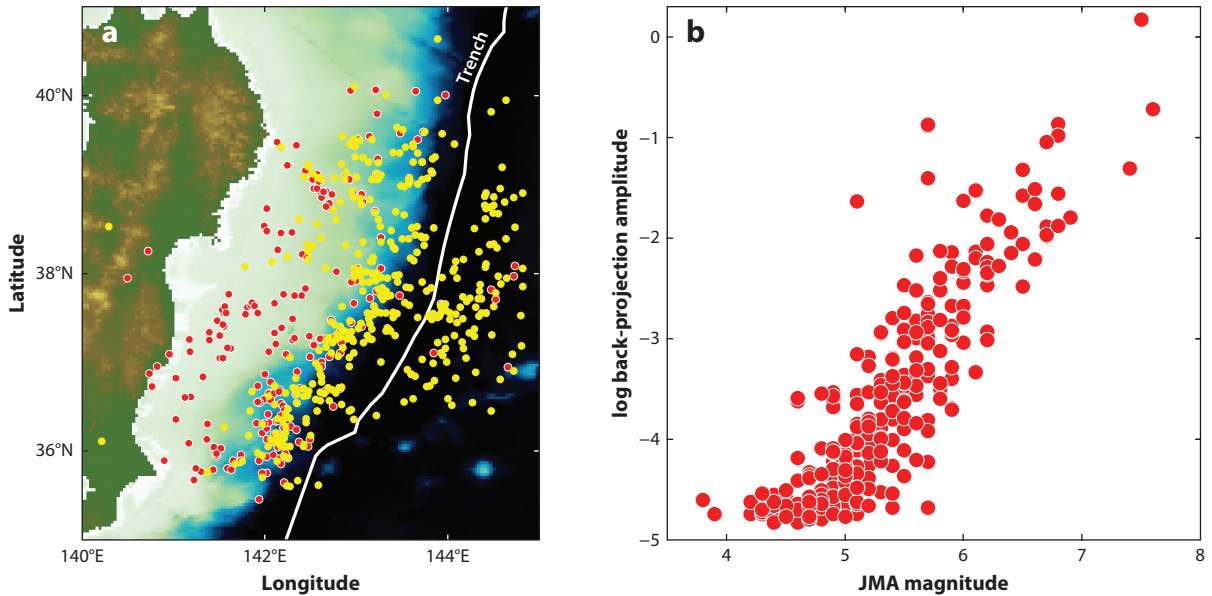 a
Trench
40°N
38°N
36°N
140°E
142°E
144°E
Latitude
Longitude
b
0
−1
−2
−3
−4
−5
4
5
6
7
8
log back-projection amplitude
JMA magnitude